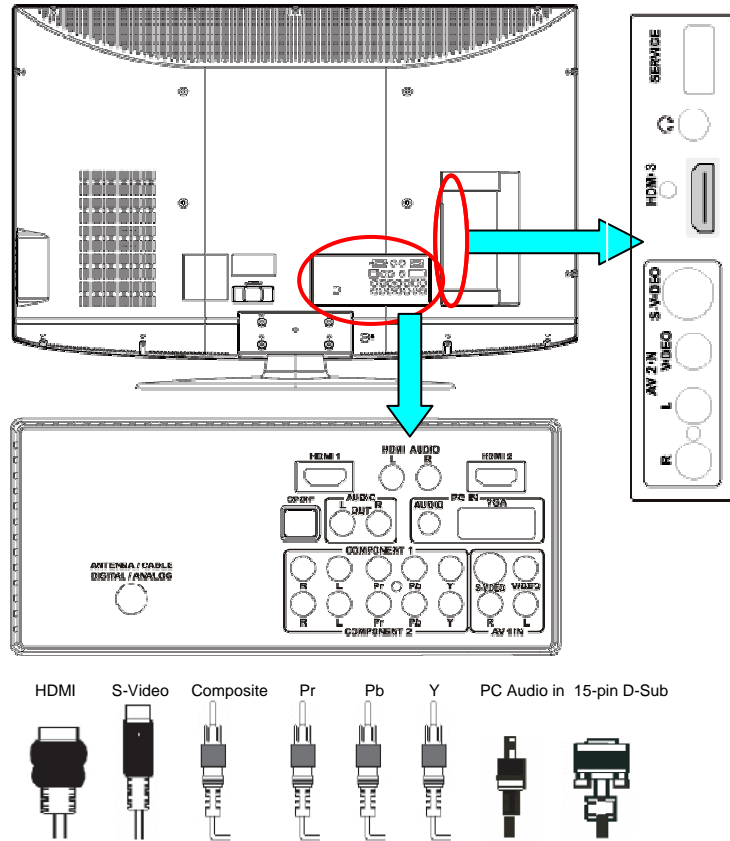 SERVICE
HDMI 3
S-VIDEO
AV 2 IN
VIDEO
L
R
HDMI 1
HDMI AUDIO
L R
HDMI 2
SPDIF
AUDIO
L R
OUT
PC IN
AUDIO
VGA
ANTENNA / CABLE
DIGITAL / ANALOG
COMPONENT 1
R L Pr Pb Y
S-VIDEO VIDEO
R L Pr Pb Y
R L
COMPONENT 2
AV 1 IN
HDMI S-Video Composite Pr Pb Y PC Audio in 15-pin D-Sub